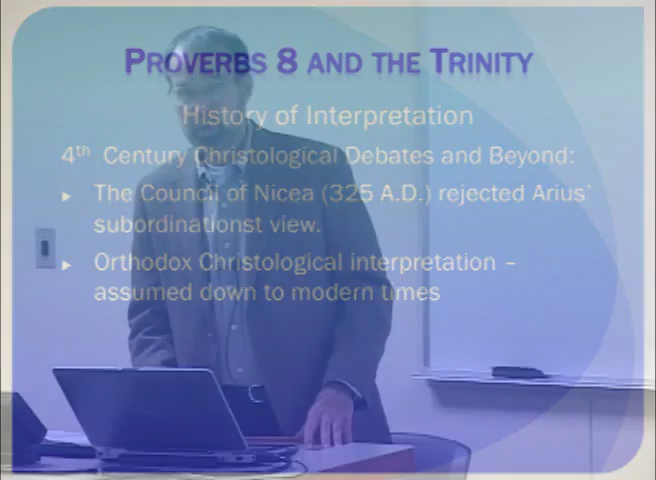 PROVERBS 8 AND THE TRINITY
History of Interpretation
4th Century Christological Debates and Beyond:
▸ The Council of Nicea (325 A.D.) rejected Arius'
subordinationst view.
▸ Orthodox Christological interpretation –
assumed down to modern times